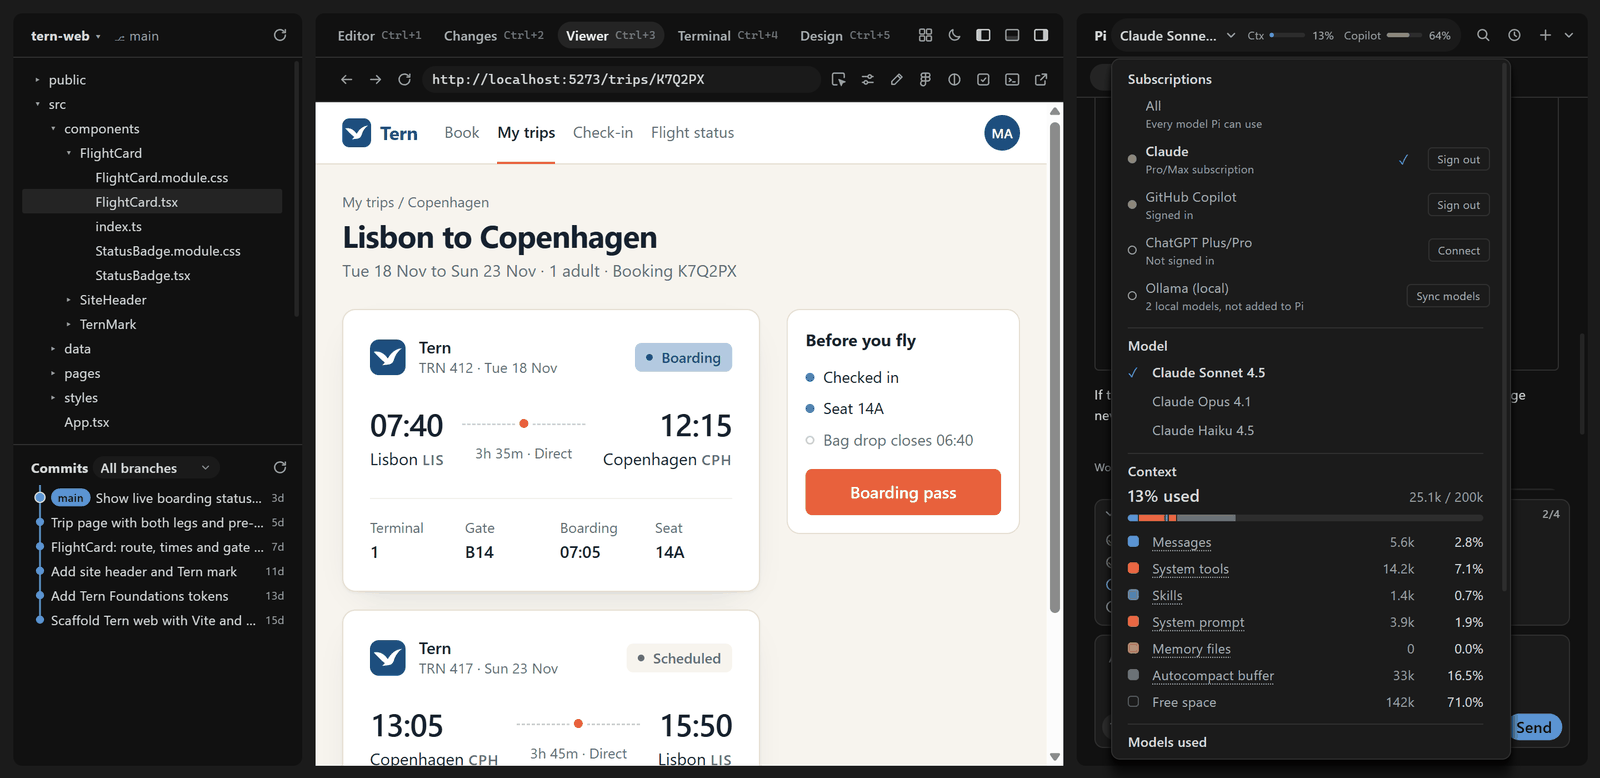 tern-web
main
public
src
components
FlightCard
FlightCard.module.css
FlightCard.tsx
index.ts
StatusBadge.module.css
StatusBadge.tsx
SiteHeader
TernMark
data
pages
styles
App.tsx
Commits All branches
main Show live boarding status... 3d
Trip page with both legs and pre-... 5d
FlightCard: route, times and gate ... 7d
Add site header and Tern mark 11d
Add Tern Foundations tokens 13d
Scaffold Tern web with Vite and ... 15d
Editor Ctrl+1 Changes Ctrl+2 Viewer Ctrl+3 Terminal Ctrl+4 Design Ctrl+5
http://localhost:5273/trips/K7Q2PX
Tern Book My trips Check-in Flight status MA
My trips / Copenhagen
Lisbon to Copenhagen
Tue 18 Nov to Sun 23 Nov · 1 adult · Booking K7Q2PX
Tern
TRN 412 · Tue 18 Nov
Boarding
07:40 12:15
3h 35m · Direct
Lisbon LIS Copenhagen CPH
Terminal Gate Boarding Seat
1 B14 07:05 14A
Before you fly
Checked in
Seat 14A
Bag drop closes 06:40
Boarding pass
Tern
TRN 417 · Sun 23 Nov
Scheduled
13:05 15:50
3h 45m · Direct
Copenhagen CPH Lisbon LIS
Pi Claude Sonne... Ctx 13% Copilot 64%
Subscriptions
All
Every model Pi can use
Claude
Pro/Max subscription
Sign out
GitHub Copilot
Signed in
Sign out
ChatGPT Plus/Pro
Not signed in
Connect
Ollama (local)
2 local models, not added to Pi
Sync models
Model
Claude Sonnet 4.5
Claude Opus 4.1
Claude Haiku 4.5
Context
13% used 25.1k / 200k
Messages 5.6k 2.8%
System tools 14.2k 7.1%
Skills 1.4k 0.7%
System prompt 3.9k 1.9%
Memory files 0 0.0%
Autocompact buffer 33k 16.5%
Free space 142k 71.0%
Models used
2/4
Send